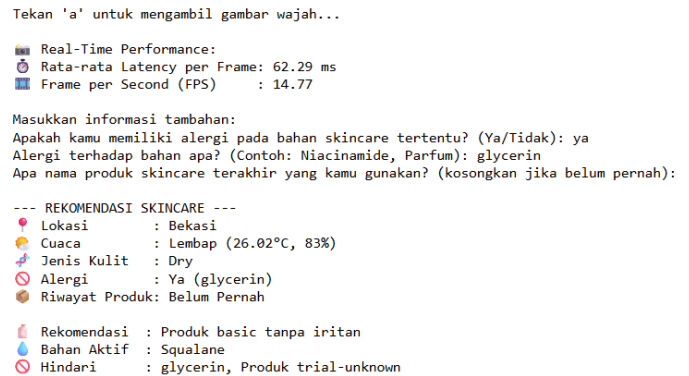 Tekan 'a' untuk mengambil gambar wajah...
📷 Real-Time Performance:
⏱ Rata-rata Latency per Frame: 62.29 ms
🎞 Frame per Second (FPS)     : 14.77
Masukkan informasi tambahan:
Apakah kamu memiliki alergi pada bahan skincare tertentu? (Ya/Tidak): ya
Alergi terhadap bahan apa? (Contoh: Niacinamide, Parfum): glycerin
Apa nama produk skincare terakhir yang kamu gunakan? (kosongkan jika belum pernah):
--- REKOMENDASI SKINCARE ---
📍 Lokasi        : Bekasi
🌤 Cuaca         : Lembap (26.02°C, 83%)
🧬 Jenis Kulit   : Dry
🚫 Alergi        : Ya (glycerin)
📦 Riwayat Produk: Belum Pernah
🧴 Rekomendasi  : Produk basic tanpa iritan
💧 Bahan Aktif  : Squalane
🚫 Hindari      : glycerin, Produk trial-unknown